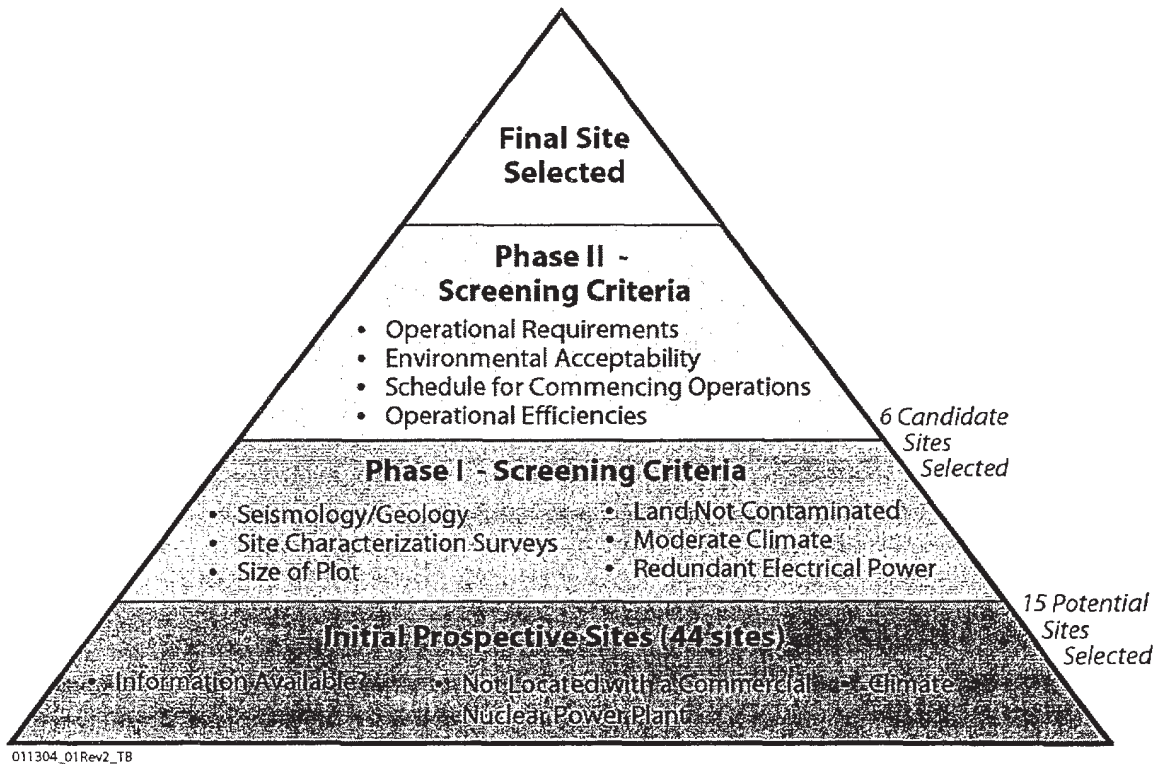 Final Site
Selected
Phase II -
Screening Criteria
• Operational Requirements
• Environmental Acceptability
• Schedule for Commencing Operations
• Operational Efficiencies
6 Candidate
Sites
Selected
Phase I - Screening Criteria
• Seismology/Geology
• Site Characterization Surveys
• Size of Plot
• Land Not Contaminated
• Moderate Climate
• Redundant Electrical Power
15 Potential
Sites
Selected
Initial Prospective Sites (44 sites)
• Information Available
• Not Located with a Commercial
Nuclear Power Plant
• Climate
011304_01Rev2_TB